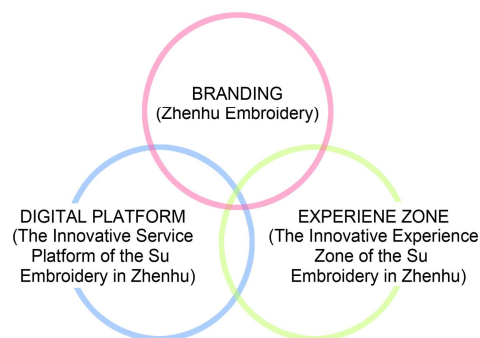 BRANDING
(Zhenhu Embroidery)
DIGITAL PLATFORM
(The Innovative Service
Platform of the Su
Embroidery in Zhenhu)
EXPERIENE ZONE
(The Innovative Experience
Zone of the Su
Embroidery in Zhenhu)